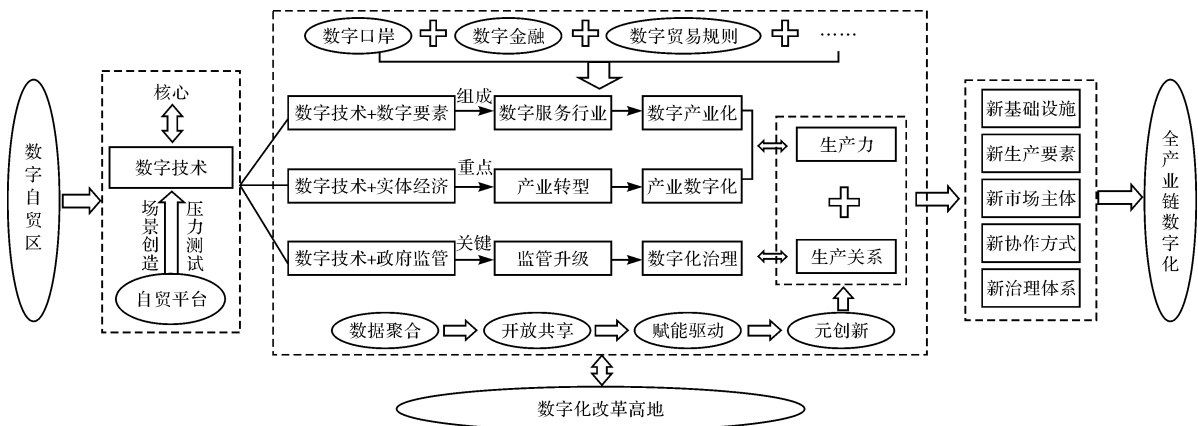 数字自贸区
核心
数字技术
场景创造
压力测试
自贸平台
数字口岸
数字金融
数字贸易规则
……
数字技术+数字要素
组成
数字服务行业
数字产业化
数字技术+实体经济
重点
产业转型
产业数字化
数字技术+政府监管
关键
监管升级
数字化治理
生产力
生产关系
数据聚合
开放共享
赋能驱动
元创新
新基础设施
新生产要素
新市场主体
新协作方式
新治理体系
全产业链数字化
数字化改革高地